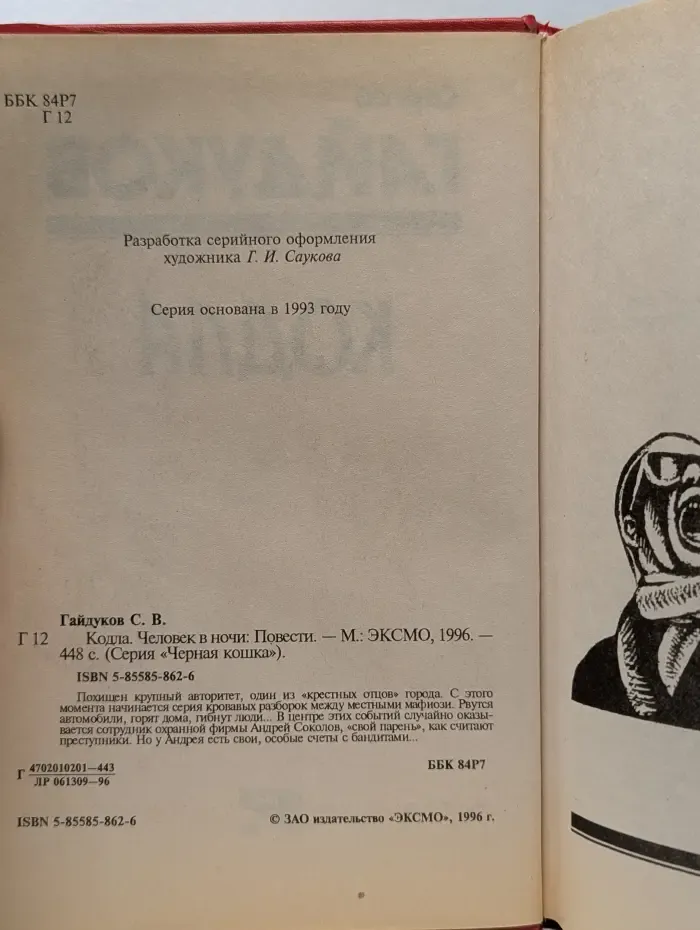 ББК 84Р7
Г 12
Разработка серийного оформления
художника Г. И. Саукова
Серия основана в 1993 году
Гайдуков С. В.
Г 12 Кодла. Человек в ночи: Повести. — М.: ЭКСМО, 1996. —
448 с. (Серия «Черная кошка»).
ISBN 5-85585-862-6
Похищен крупный авторитет, один из «крестных отцов» города. С этого
момента начинается серия кровавых разборок между местными мафиози. Рвутся
автомобили, горят дома, гибнут люди... В центре этих событий случайно оказы-
вается сотрудник охранной фирмы Андрей Соколов, «свой парень», как считают
преступники. Но у Андрея есть свои, особые счеты с бандитами...
Г 4702010201—443
ЛР 061309—96
ББК 84Р7
ISBN 5-85585-862-6
© ЗАО издательство «ЭКСМО», 1996 г.